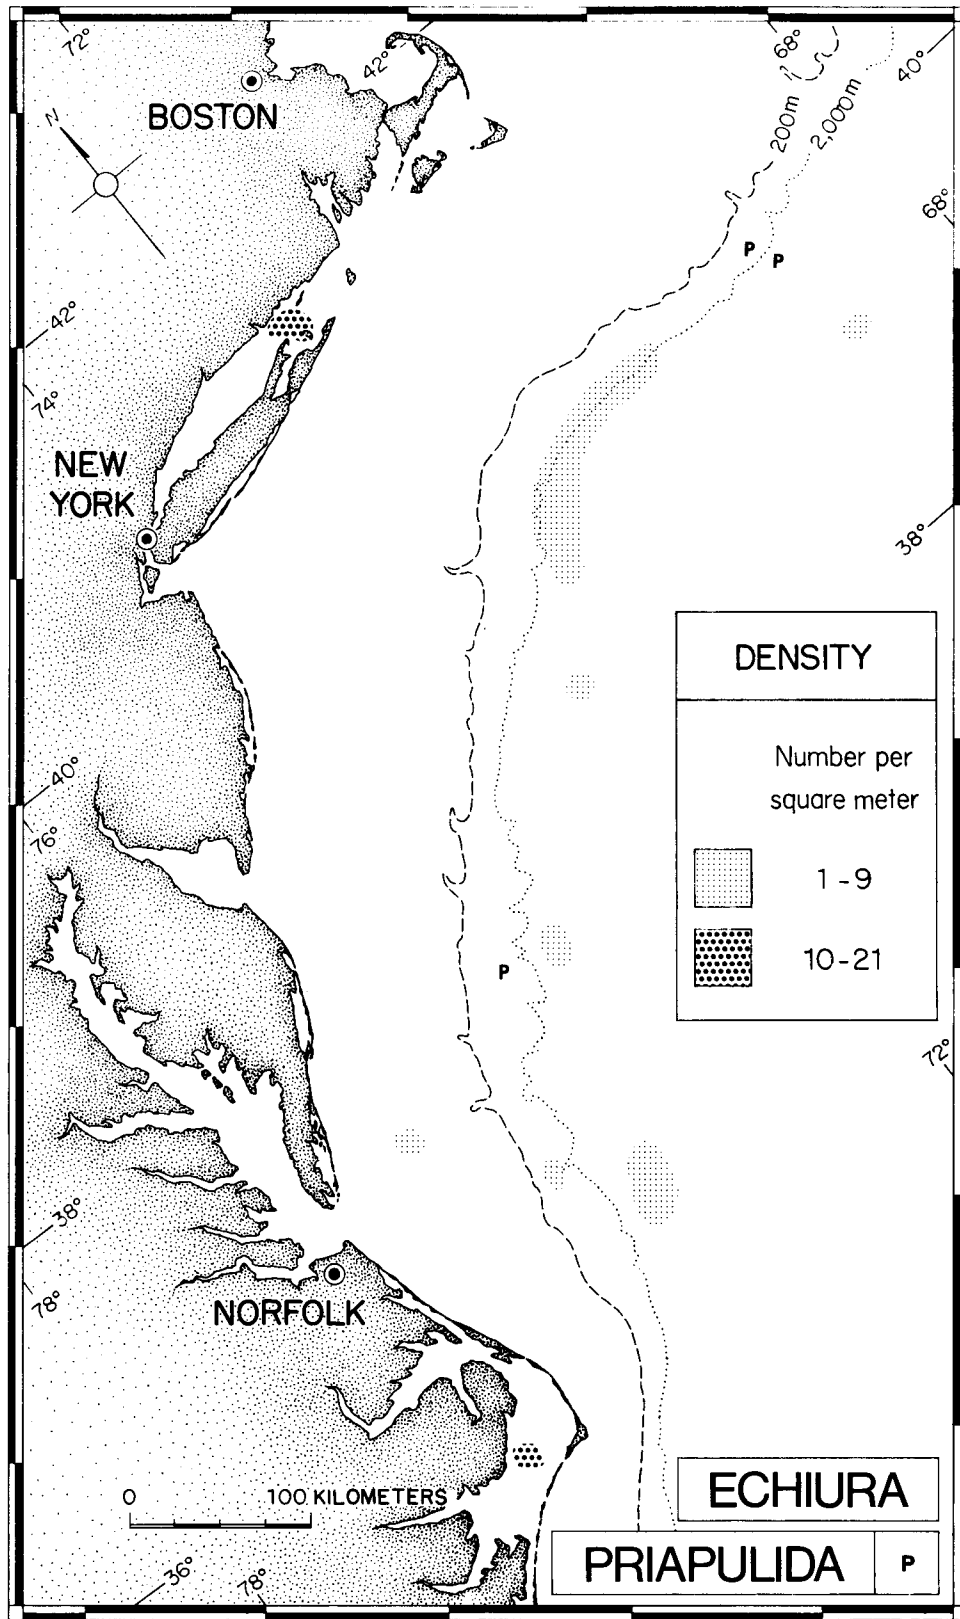 72°
42°
68°
40°
BOSTON
N
200m
2,000m
68°
P
P
42°
74°
NEW
YORK
38°
DENSITY
Number per
square meter
1-9
10-21
40°
76°
P
72°
38°
78°
NORFOLK
0 100 KILOMETERS
ECHIURA
PRIAPULIDA P
36°
78°